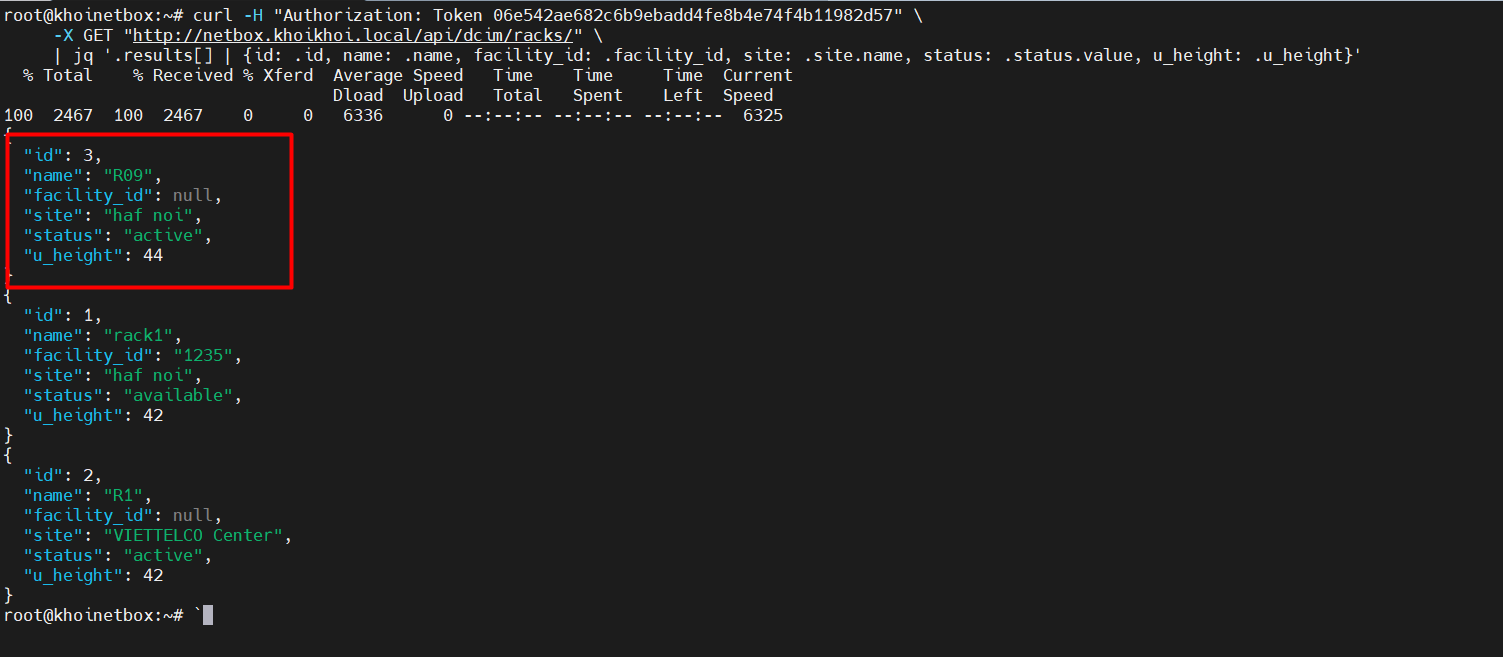 root@khoinetbox:~# curl -H "Authorization: Token 06e542ae682c6b9ebadd4fe8b4e74f4b11982d57" \
-X GET "http://netbox.khoikhoi.local/api/dcim/racks/" \
| jq '.results[] | {id: .id, name: .name, facility_id: .facility_id, site: .site.name, status: .status.value, u_height: .u_height}'
% Total % Received % Xferd Average Speed Time Time Time Current
Dload Upload Total Spent Left Speed
100 2467 100 2467 0 0 6336 0 --:--:-- --:--:-- --:--:-- 6325
{
"id": 3,
"name": "R09",
"facility_id": null,
"site": "haf noi",
"status": "active",
"u_height": 44
}
{
"id": 1,
"name": "rack1",
"facility_id": "1235",
"site": "haf noi",
"status": "available",
"u_height": 42
}
{
"id": 2,
"name": "R1",
"facility_id": null,
"site": "VIETTELCO Center",
"status": "active",
"u_height": 42
}
root@khoinetbox:~# `